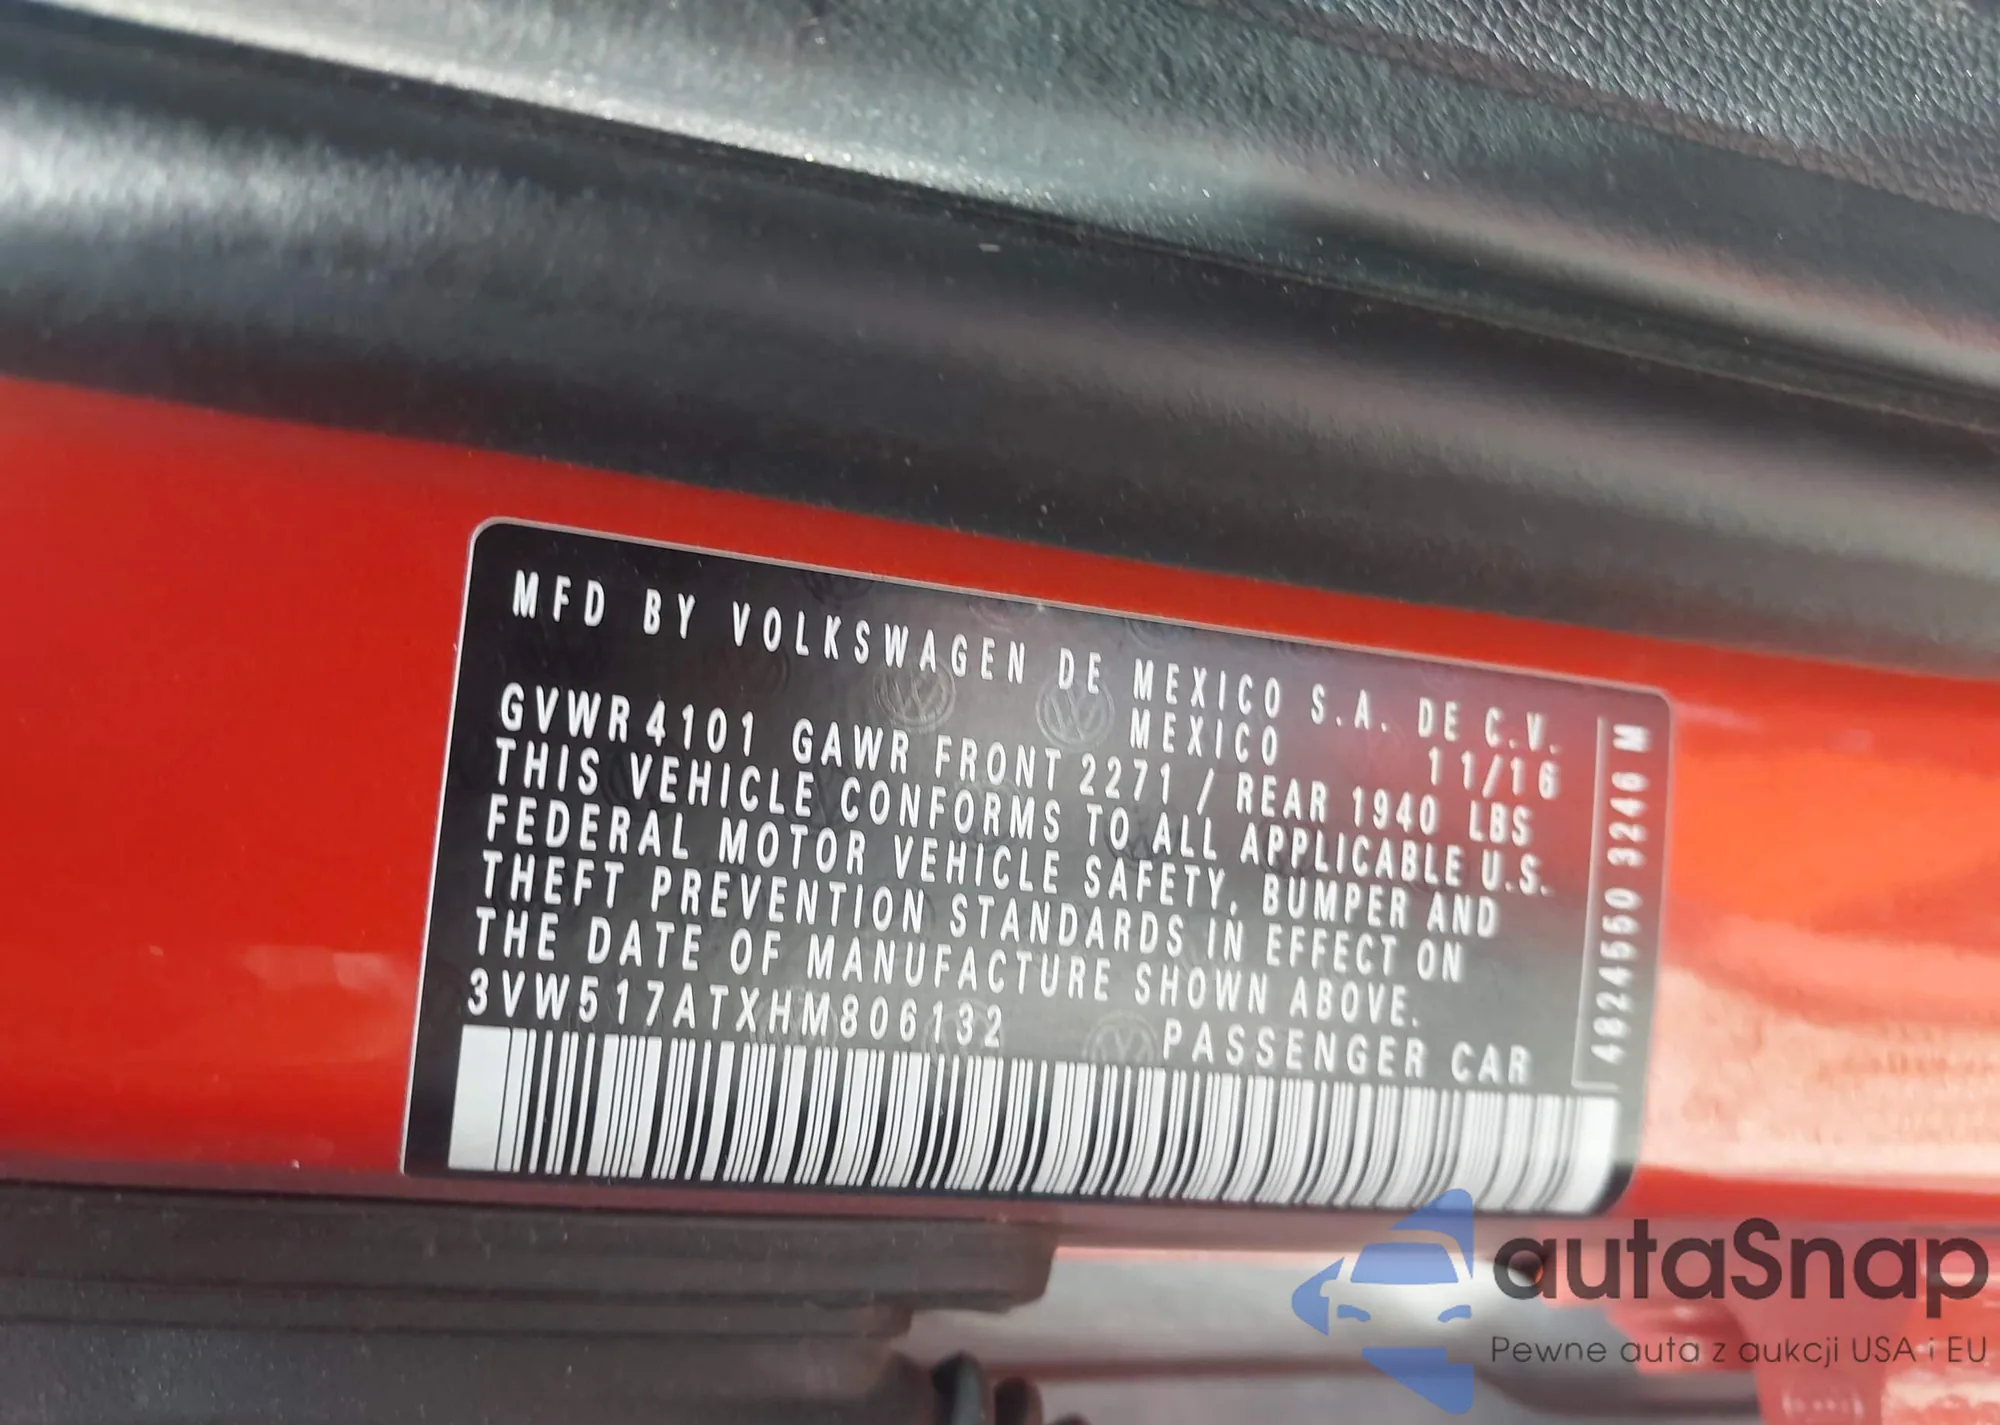 MFD BY VOLKSWAGEN DE MEXICO S.A. DE C.V.
MEXICO 11/16
GVWR 4101 GAWR FRONT 2271 / REAR 1940 LBS
THIS VEHICLE CONFORMS TO ALL APPLICABLE U.S.
FEDERAL MOTOR VEHICLE SAFETY, BUMPER AND
THEFT PREVENTION STANDARDS IN EFFECT ON
THE DATE OF MANUFACTURE SHOWN ABOVE.
3VW517ATXHM806132 PASSENGER CAR
4824550 3246 M
autaSnap
Pewne auta z aukcji USA i EU